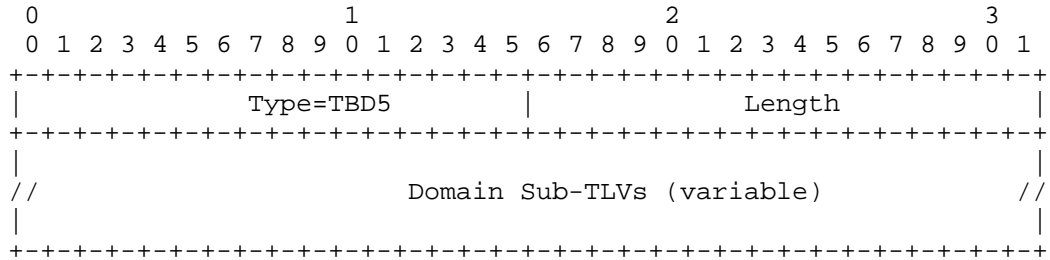 0                   1                   2                   3
 0 1 2 3 4 5 6 7 8 9 0 1 2 3 4 5 6 7 8 9 0 1 2 3 4 5 6 7 8 9 0 1
+-+-+-+-+-+-+-+-+-+-+-+-+-+-+-+-+-+-+-+-+-+-+-+-+-+-+-+-+-+-+-+-+
|              Type=TBD5        |             Length            |
+-+-+-+-+-+-+-+-+-+-+-+-+-+-+-+-+-+-+-+-+-+-+-+-+-+-+-+-+-+-+-+-+
|                                                               |
//                       Domain Sub-TLVs (variable)            //
|                                                               |
+-+-+-+-+-+-+-+-+-+-+-+-+-+-+-+-+-+-+-+-+-+-+-+-+-+-+-+-+-+-+-+-+